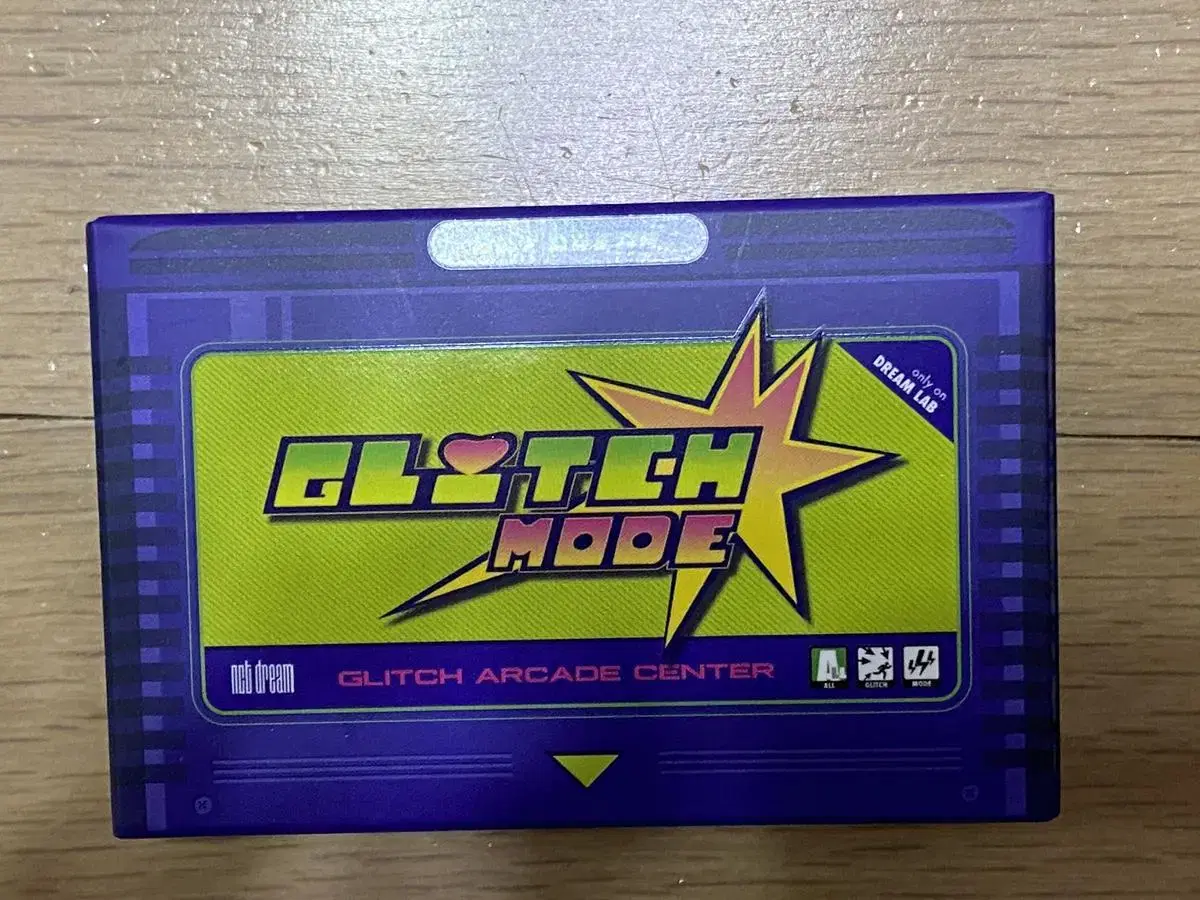 only on
DREAM LAB
GLITCH
MODE
nct dream
GLITCH ARCADE CENTER
ALL
GLITCH
MODE